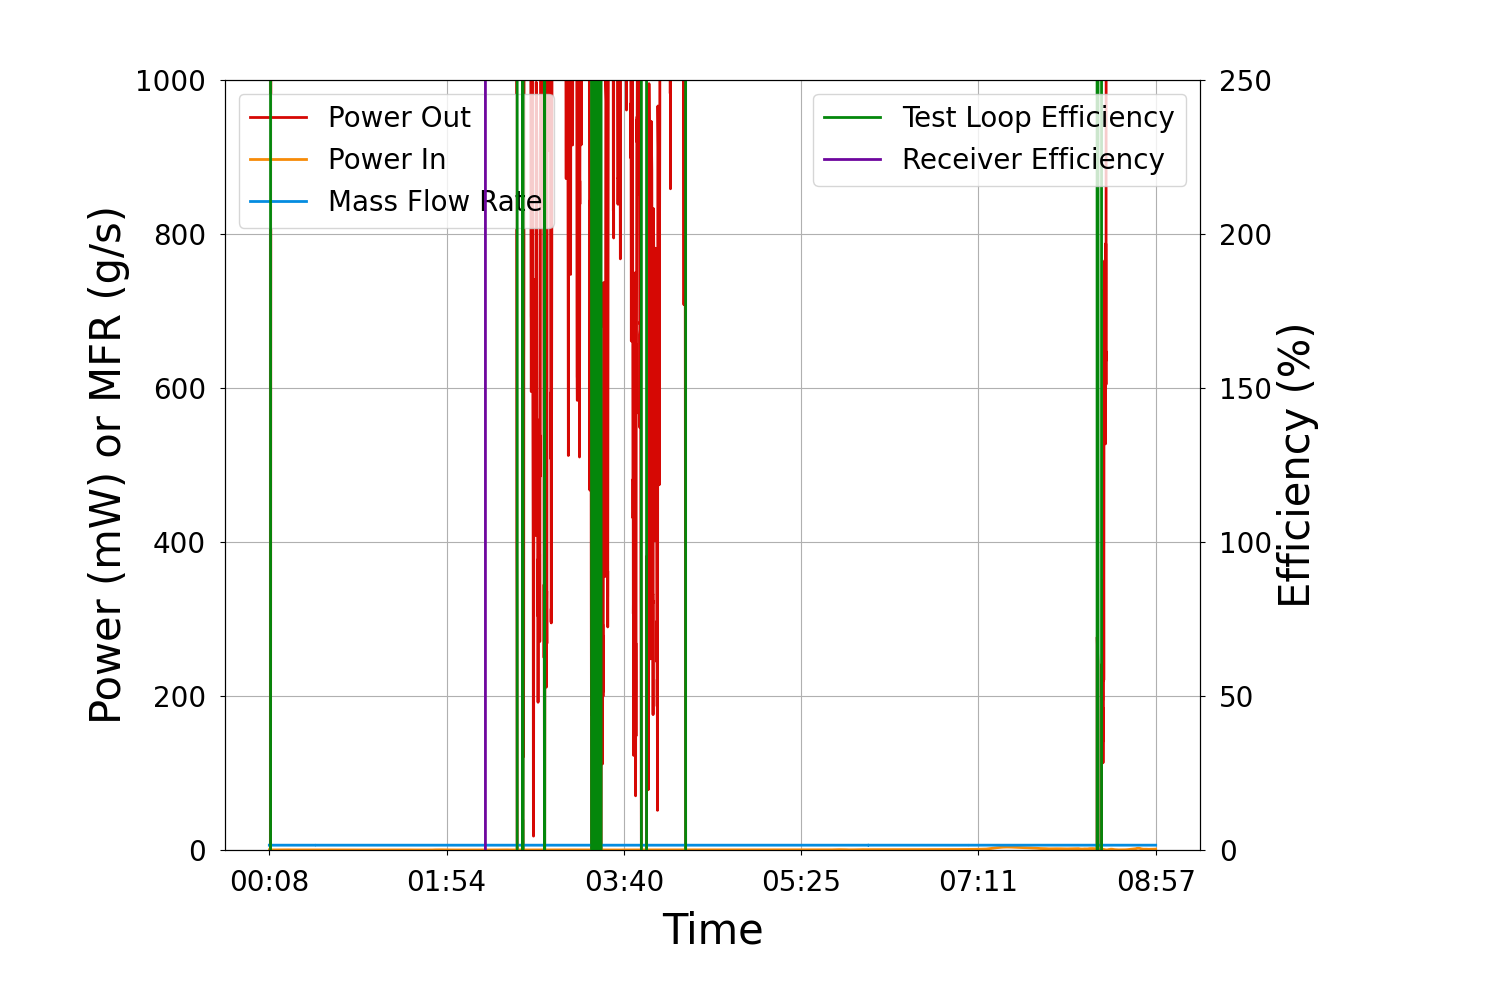 1000
800
600
400
200
0
Power (mW) or MFR (g/s)
Power Out
Power In
Mass Flow Rate
Test Loop Efficiency
Receiver Efficiency
250
200
150
100
50
0
Efficiency (%)
00:08 01:54 03:40 05:25 07:11 08:57
Time